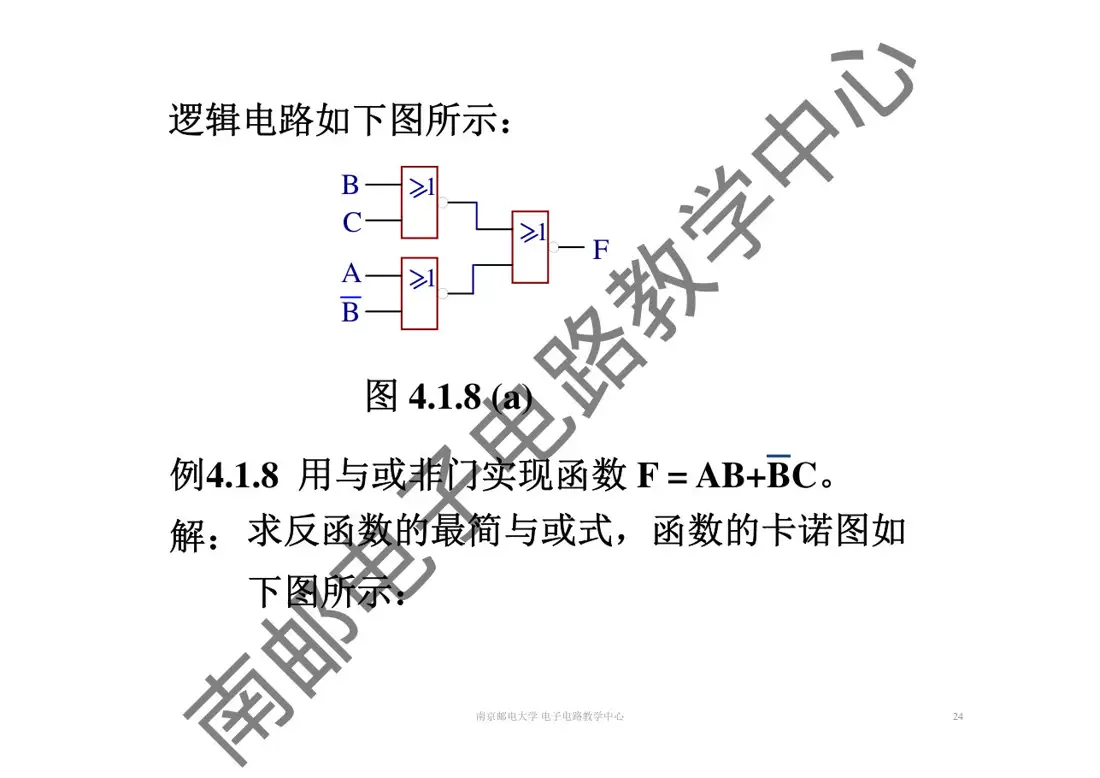 逻辑电路如下图所示：
B
≥1
C
≥1
F
A
≥1
B̅
图 4.1.8 (a)
例4.1.8 用与或非门实现函数 F = AB+B̅C。
解：求反函数的最简与或式，函数的卡诺图如
下图所示：
南邮电子电路教学中心
南京邮电大学 电子电路教学中心
24